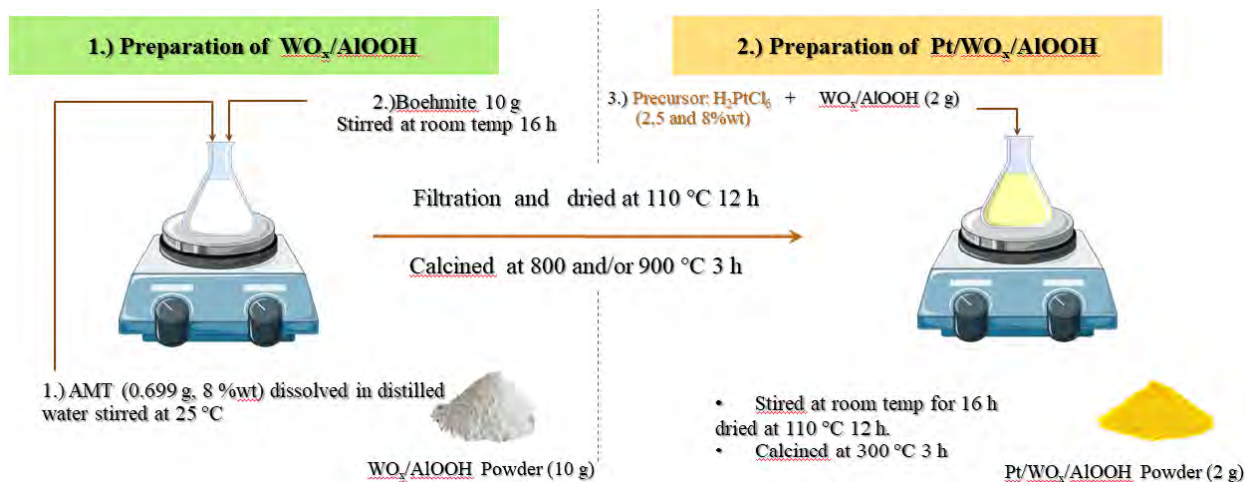 1.) Preparation of WOₓ/AlOOH
2.)Boehmite 10 g
Stirred at room temp 16 h
1.) AMT (0.699 g, 8 %wt) dissolved in distilled
water stirred at 25 °C
WOₓ/AlOOH Powder (10 g)
Filtration and dried at 110 °C 12 h
Calcined at 800 and/or 900 °C 3 h
2.) Preparation of Pt/WOₓ/AlOOH
3.) Precursor: H₂PtCl₆ + WOₓ/AlOOH (2 g)
(2,5 and 8%wt)
• Stired at room temp for 16 h
dried at 110 °C 12 h.
• Calcined at 300 °C 3 h
Pt/WOₓ/AlOOH Powder (2 g)